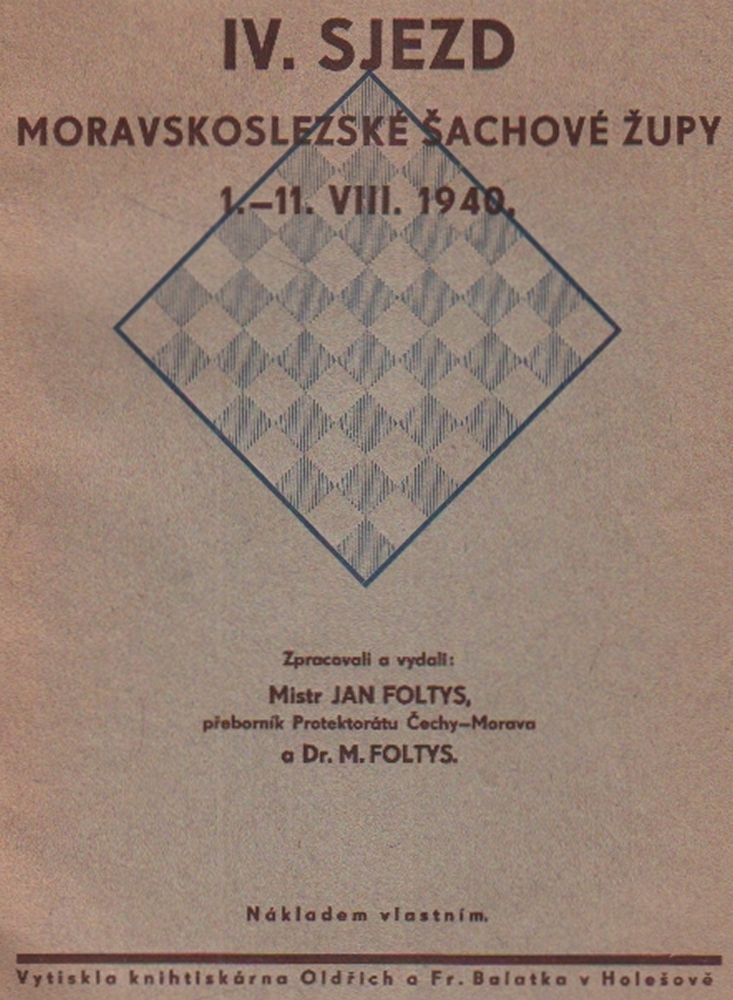 IV. SJEZD
MORAVSKOSLEZSKÉ ŠACHOVÉ ŽUPY
1.–11. VIII. 1940.
Zpracovali a vydali:
Mistr JAN FOLTYS,
přeborník Protektorátu Čechy–Morava
a Dr. M. FOLTYS.
Nákladem vlastním.
Vytiskla knihtiskárna Oldřich a Fr. Balatka v Holešově